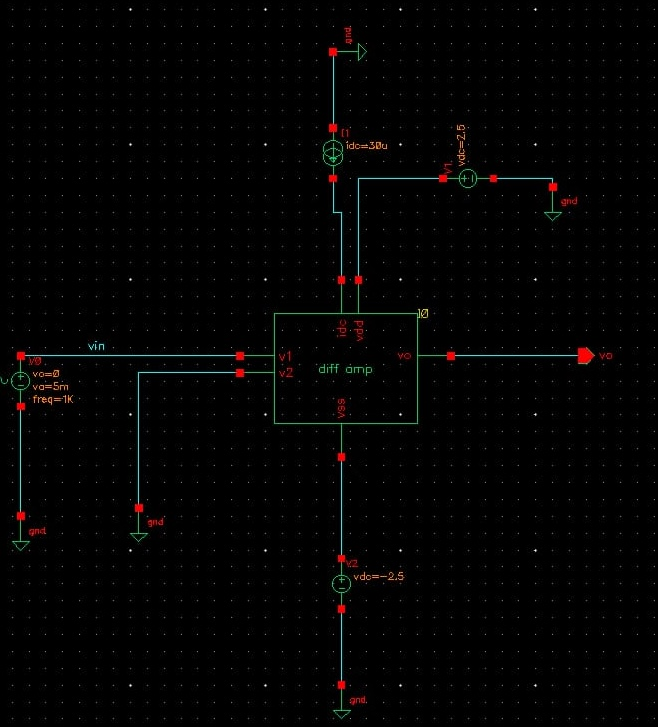 gnd
I1
idc=30u
vdc=2.5
V1
gnd
I0
idc
vdd
vin
v1
vo
vo
V0
v2
diff amp
vo=0
va=5m
freq=1K
vss
gnd
gnd
V2
vdc=-2.5
gnd